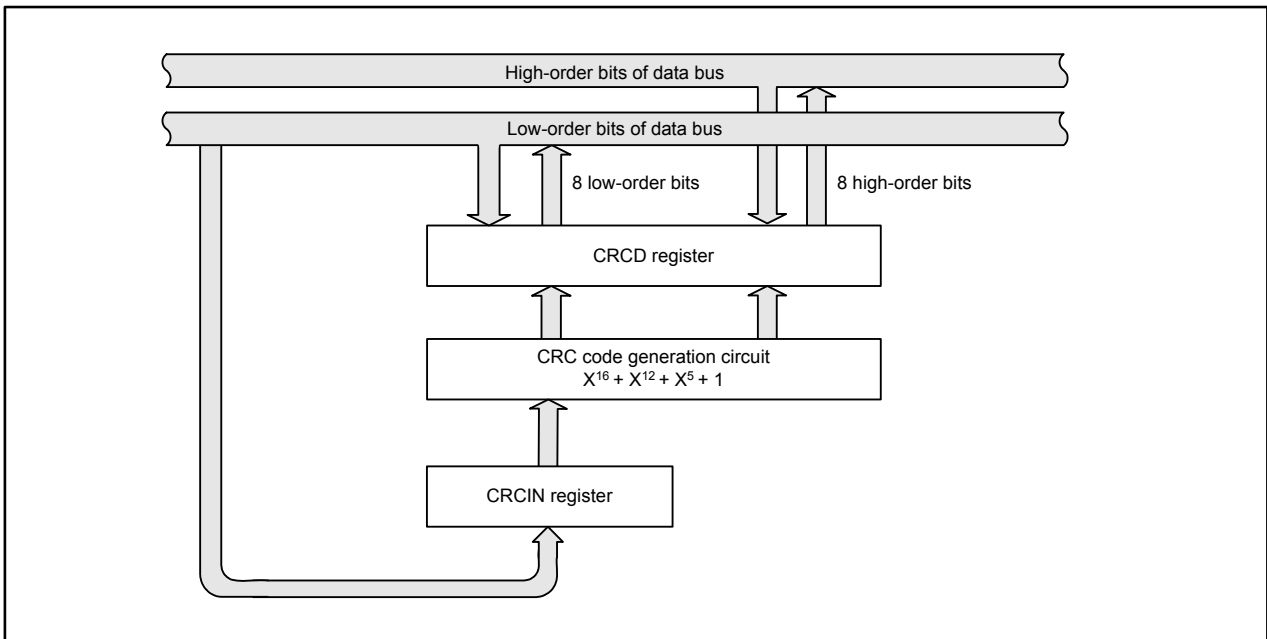 High-order bits of data bus
Low-order bits of data bus
8 low-order bits
8 high-order bits
CRCD register
CRC code generation circuit
X¹⁶ + X¹² + X⁵ + 1
CRCIN register